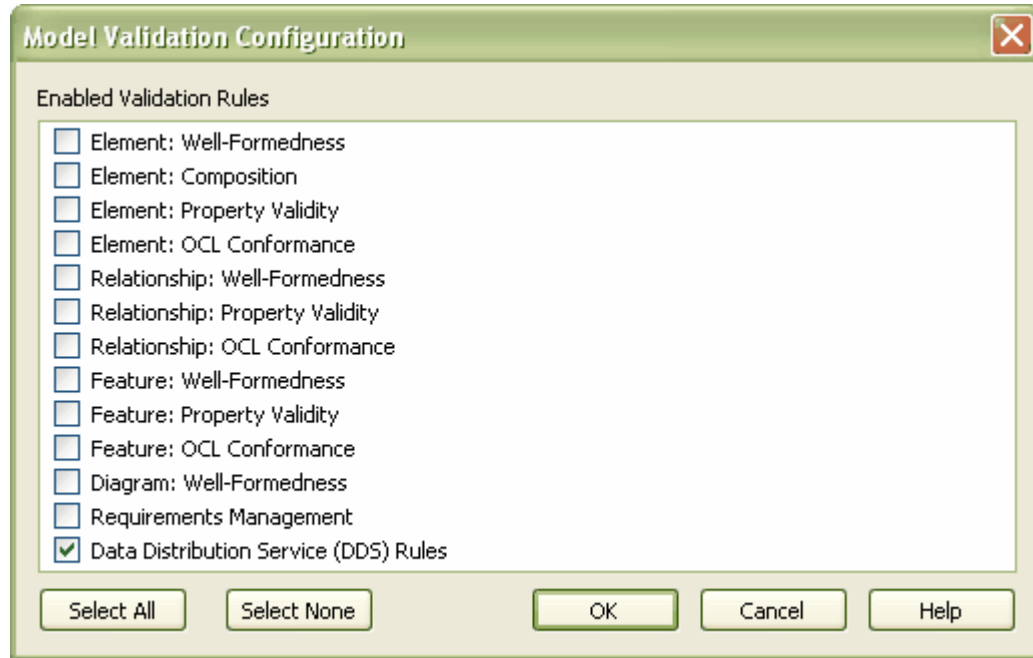 Model Validation Configuration
Enabled Validation Rules
Element: Well-Formedness
Element: Composition
Element: Property Validity
Element: OCL Conformance
Relationship: Well-Formedness
Relationship: Property Validity
Relationship: OCL Conformance
Feature: Well-Formedness
Feature: Property Validity
Feature: OCL Conformance
Diagram: Well-Formedness
Requirements Management
Data Distribution Service (DDS) Rules
Select All Select None OK Cancel Help